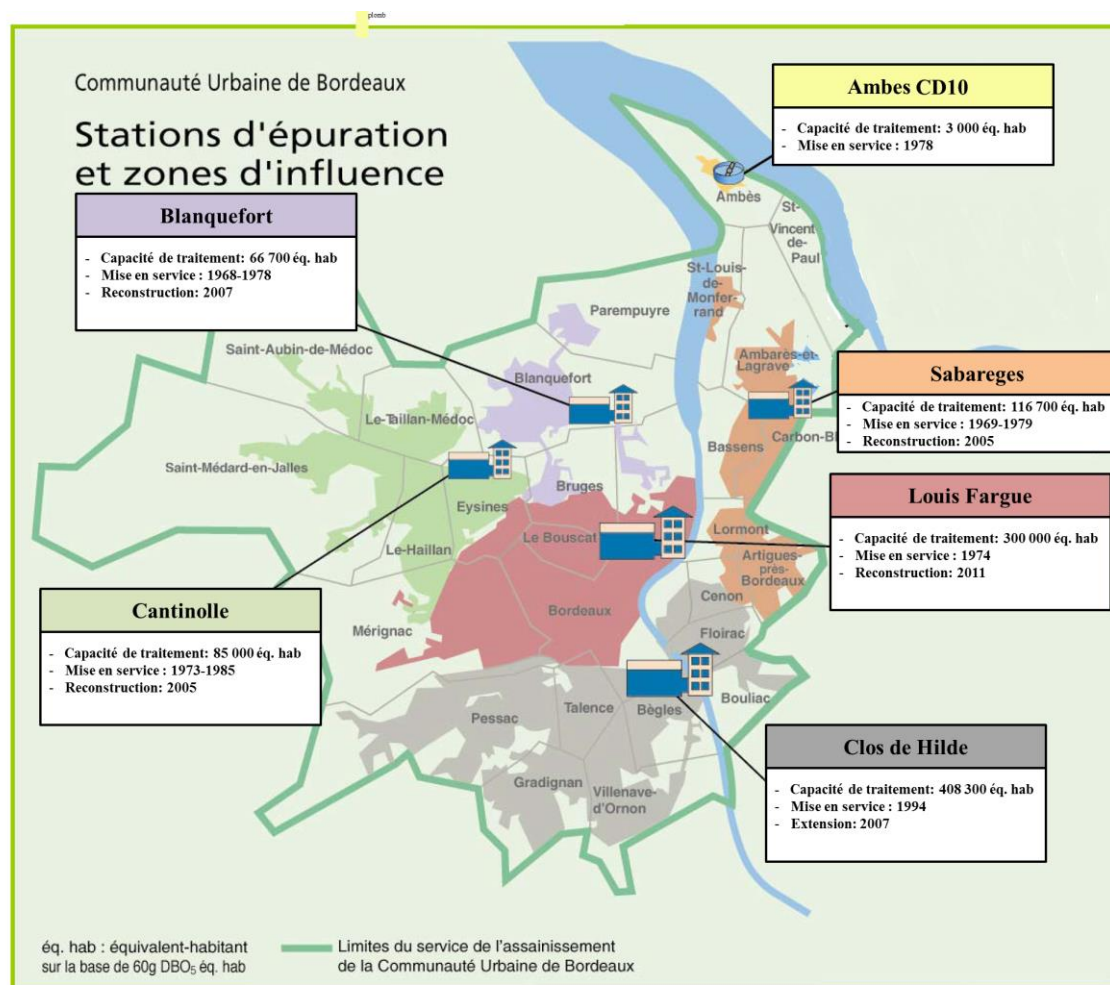 plomb
Communauté Urbaine de Bordeaux
Stations d'épuration
et zones d'influence
Ambes CD10
- Capacité de traitement: 3 000 éq. hab
- Mise en service : 1978
Blanquefort
- Capacité de traitement: 66 700 éq. hab
- Mise en service : 1968-1978
- Reconstruction: 2007
Ambès
St-
Vincent
de-
Paul
St-Louis-
de-
Monfer-
rand
Parempuyre
Saint-Aubin-de-Médoc
Ambarès-et-
Lagrave
Blanquefort
Sabareges
- Capacité de traitement: 116 700 éq. hab
- Mise en service : 1969-1979
- Reconstruction: 2005
Le-Taillan-Médoc
Carbon-Bl
Bassens
Saint-Médard-en-Jalles
Bruges
Eysines
Louis Fargue
- Capacité de traitement: 300 000 éq. hab
- Mise en service : 1974
- Reconstruction: 2011
Lormont
Le Bouscat
Le-Haillan
Artigues-
près-
Bordeaux
Cenon
Cantinolle
- Capacité de traitement: 85 000 éq. hab
- Mise en service : 1973-1985
- Reconstruction: 2005
Bordeaux
Mérignac
Floirac
Bouliac
Talence
Bègles
Pessac
Clos de Hilde
- Capacité de traitement: 408 300 éq. hab
- Mise en service : 1994
- Extension: 2007
Gradignan
Villenave-
d'Ornon
éq. hab : équivalent-habitant
sur la base de 60g DBO5 éq. hab
Limites du service de l'assainissement
de la Communauté Urbaine de Bordeaux